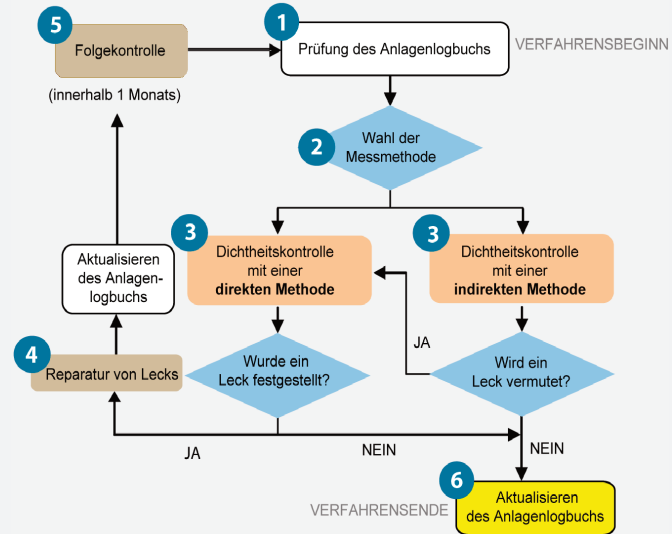 5
Folgekontrolle
(innerhalb 1 Monats)
1
Prüfung des Anlagenlogbuchs
VERFAHRENSBEGINN
2
Wahl der
Messmethode
3
Dichtheitskontrolle
mit einer
direkten Methode
3
Dichtheitskontrolle
mit einer
indirekten Methode
Aktualisieren
des Anlagen-
logbuchs
JA
4
Reparatur von Lecks
Wurde ein
Leck festgestellt?
Wird ein
Leck vermutet?
JA
NEIN
NEIN
6
Aktualisieren
des Anlagenlogbuchs
VERFAHRENSENDE